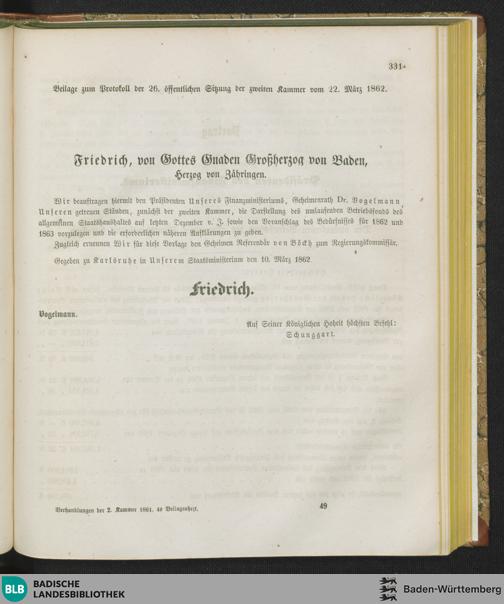 331
Beilage zum Protokoll der 26. öffentlichen Sitzung der zweiten Kammer vom 22. März 1862.
Friedrich, von Gottes Gnaden Großherzog von Baden,
Herzog von Zähringen.
Wir beauftragen hiermit den Präsidenten Unseres Finanzministeriums, Geheimenrath Dr. Vogelmann,
Unseren getreuen Ständen, zunächst der zweiten Kammer, die Darstellung des umlaufenden Betriebsfonds des
allgemeinen Staatshaushaltes auf letzten Dezember v. J. sowie den Voranschlag des Bedürfnisses für 1862 und
1863 vorzulegen und die erforderlichen näheren Aufklärungen zu geben.
Zugleich ernennen Wir für diese Vorlage den Geheimen Referendär von Böckh zum Regierungskommissär.
Gegeben zu Karlsruhe in Unserem Staatsministerium den 10. März 1862
Friedrich.
Vogelmann.
Auf Seiner Königlichen Hoheit höchsten Befehl:
Schunggart.
Verhandlungen der 2. Kammer 1861. 4s Beilagenheft.
49
BLB BADISCHE
LANDESBIBLIOTHEK
Baden-Württemberg